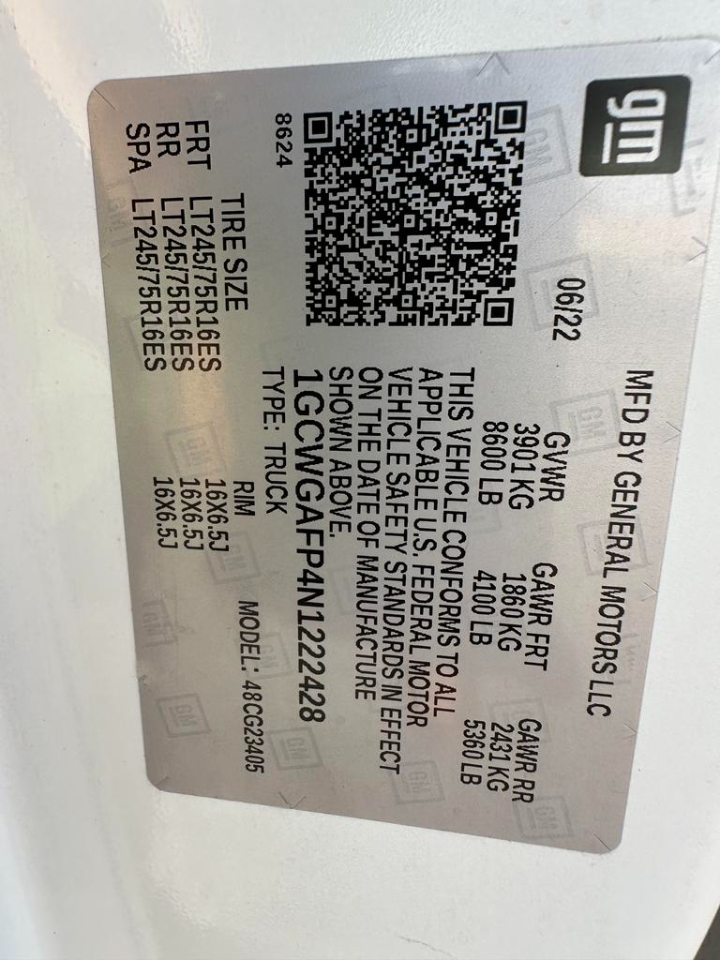 gm
MFD BY GENERAL MOTORS LLC
06/22
GVWR GAWR FRT GAWR RR
3901 KG 1860 KG 2431 KG
8600 LB 4100 LB 5360 LB
THIS VEHICLE CONFORMS TO ALL
APPLICABLE U.S. FEDERAL MOTOR
VEHICLE SAFETY STANDARDS IN EFFECT
ON THE DATE OF MANUFACTURE
SHOWN ABOVE.
1GCWGAFP4N1222428
8624 TYPE: TRUCK MODEL: 48CG23405
TIRE SIZE RIM
FRT LT245/75R16ES 16X6.5J
RR LT245/75R16ES 16X6.5J
SPA LT245/75R16ES 16X6.5J